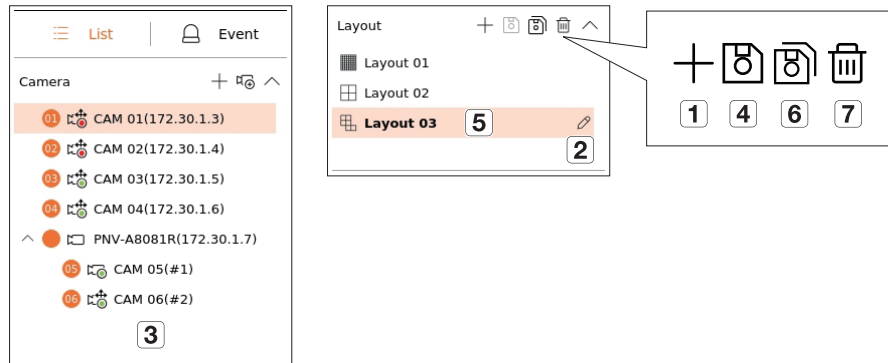 List Event
Camera
01 CAM 01(172.30.1.3)
02 CAM 02(172.30.1.4)
03 CAM 03(172.30.1.5)
04 CAM 04(172.30.1.6)
PNV-A8081R(172.30.1.7)
05 CAM 05(#1)
06 CAM 06(#2)
3
Layout
Layout 01
Layout 02
Layout 03 5
2
1 4 6 7